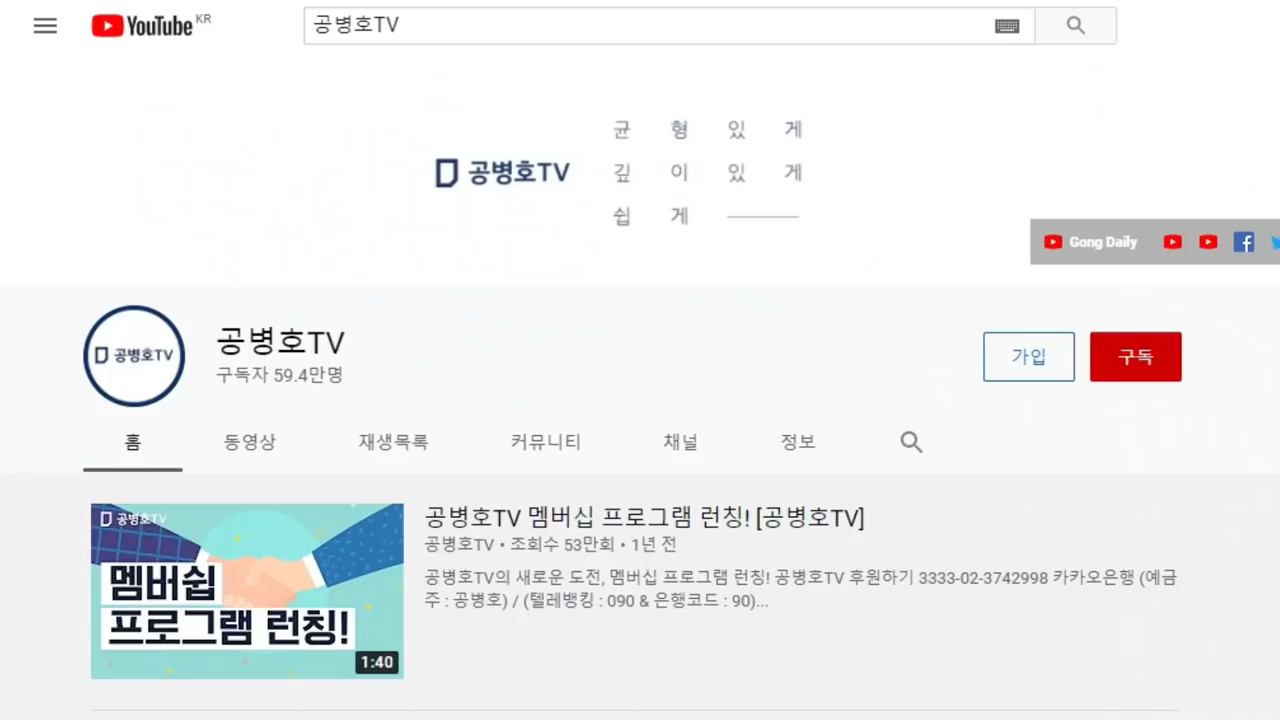 YouTube KR
공병호TV
균 형 있 게
공병호TV
깊 이 있 게
쉽 게
Gong Daily
공병호TV
공병호TV
구독자 59.4만명
가입
구독
홈
동영상
재생목록
커뮤니티
채널
정보
공병호TV
멤버쉽
프로그램 런칭!
1:40
공병호TV 멤버십 프로그램 런칭! [공병호TV]
공병호TV • 조회수 53만회 • 1년 전
공병호TV의 새로운 도전, 멤버십 프로그램 런칭! 공병호TV 후원하기 3333-02-3742998 카카오은행 (예금
주 : 공병호) / (텔레뱅킹 : 090 & 은행코드 : 90)...